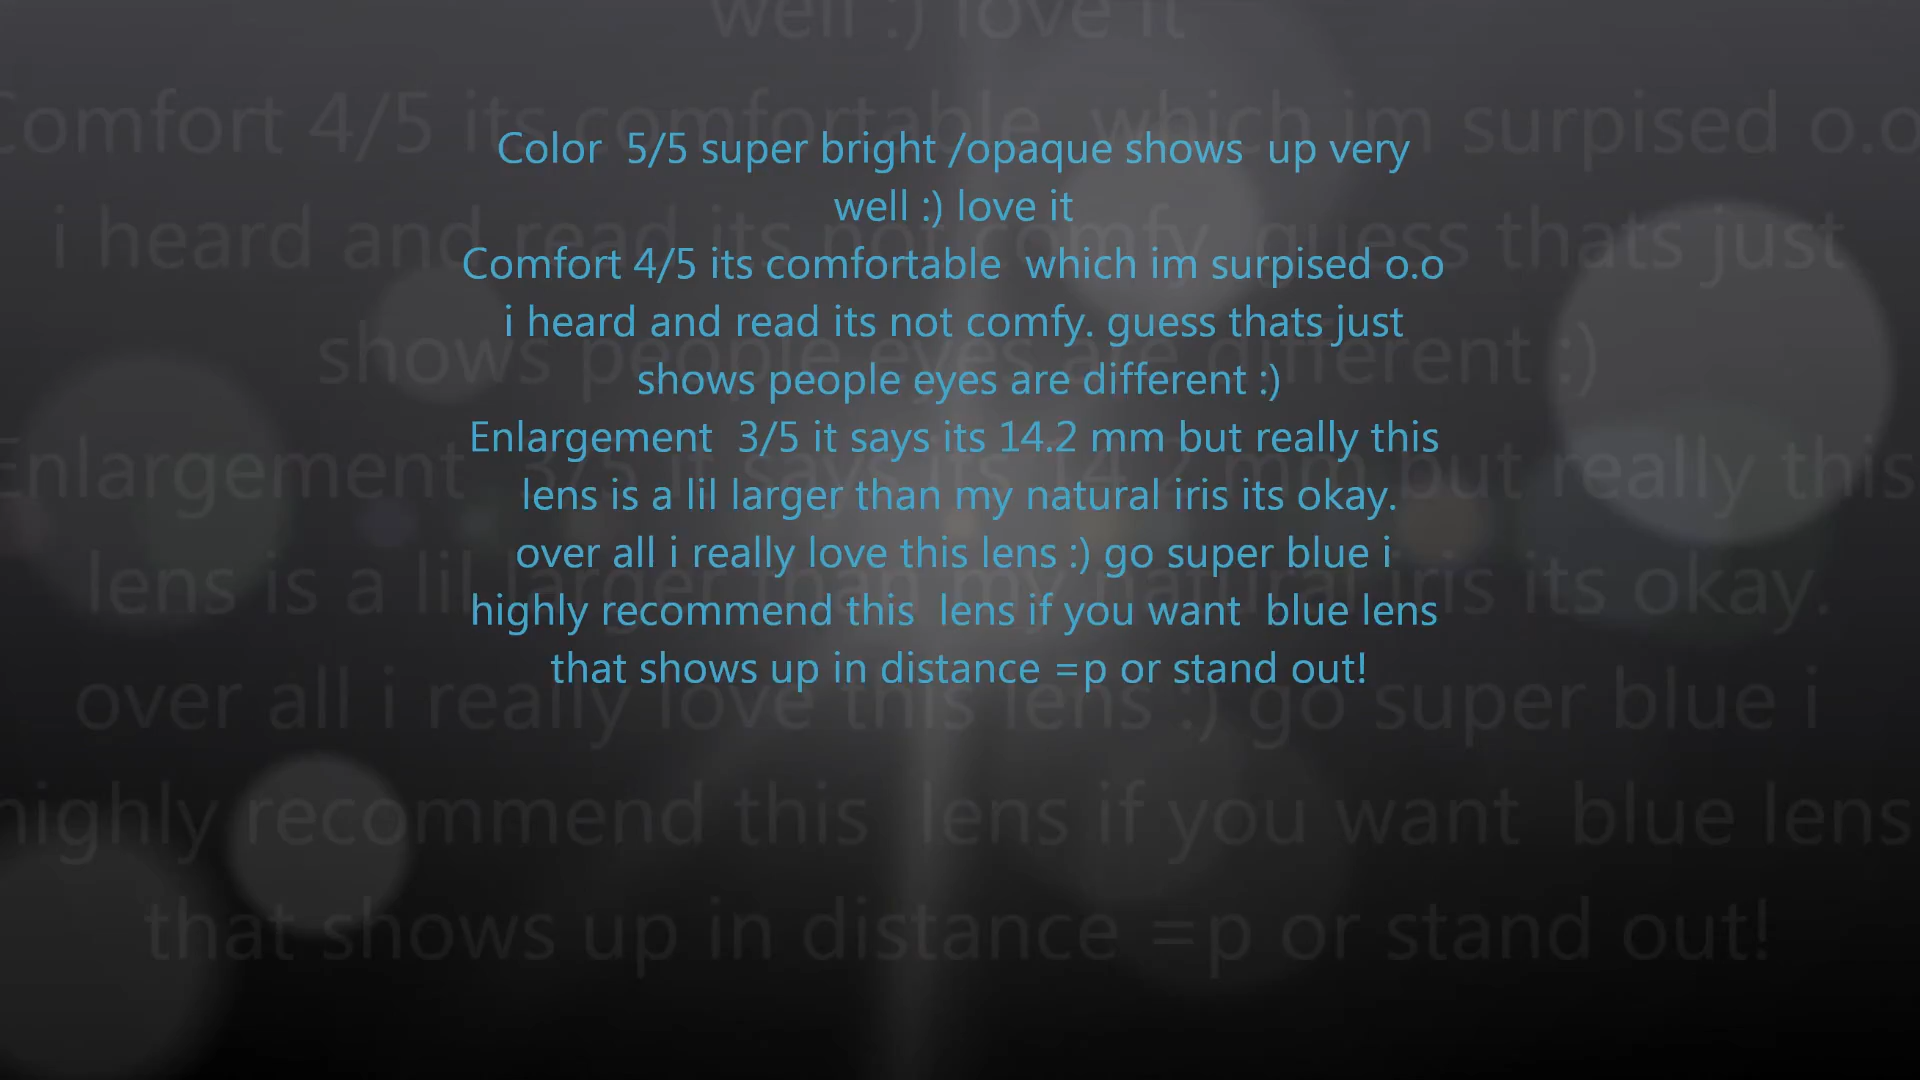 Color  5/5 super bright /opaque shows  up very
well :) love it
Comfort 4/5 its comfortable  which im surpised o.o
i heard and read its not comfy. guess thats just
shows people eyes are different :)
Enlargement  3/5 it says its 14.2 mm but really this
lens is a lil larger than my natural iris its okay.
over all i really love this lens :) go super blue i
highly recommend this  lens if you want  blue lens
that shows up in distance =p or stand out!